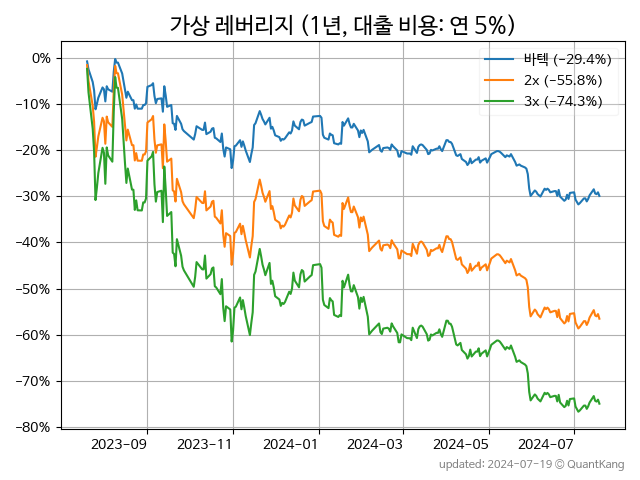 가상 레버리지 (1년, 대출 비용: 연 5%)
바텍 (−29.4%)
2x (−55.8%)
3x (−74.3%)
0%
−10%
−20%
−30%
−40%
−50%
−60%
−70%
−80%
2023-09 2023-11 2024-01 2024-03 2024-05 2024-07
updated: 2024-07-19 © QuantKang